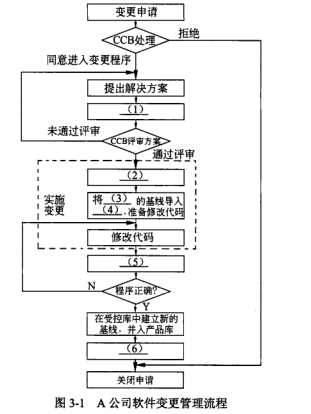 变更申请
CCB处理
拒绝
同意进入变更程序
提出解决方案
(1)
未通过评审
CCB评审方案
通过评审
(2)
实施
变更
将 (3) 的基线导入
(4) ，准备修改代码
修改代码
(5)
N
程序正确?
Y
在受控库中建立新的
基线，并入产品库
(6)
关闭申请
图 3-1 A 公司软件变更管理流程